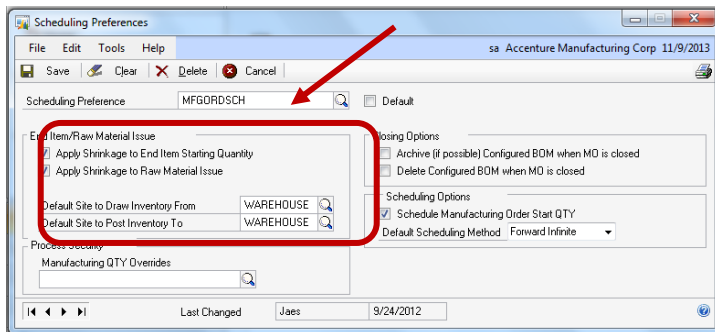 Scheduling Preferences
File Edit Tools Help sa Accenture Manufacturing Corp 11/9/2013
Save Clear Delete Cancel
Scheduling Preference MFGORDSCH Default
End Item/Raw Material Issue
Apply Shrinkage to End Item Starting Quantity
Apply Shrinkage to Raw Material Issue
Default Site to Draw Inventory From WAREHOUSE
Default Site to Post Inventory To WAREHOUSE
Process Security
Manufacturing QTY Overrides
Closing Options
Archive (if possible) Configured BOM when MO is closed
Delete Configured BOM when MO is closed
Scheduling Options
Schedule Manufacturing Order Start QTY
Default Scheduling Method Forward Infinite
Last Changed Jaes 9/24/2012